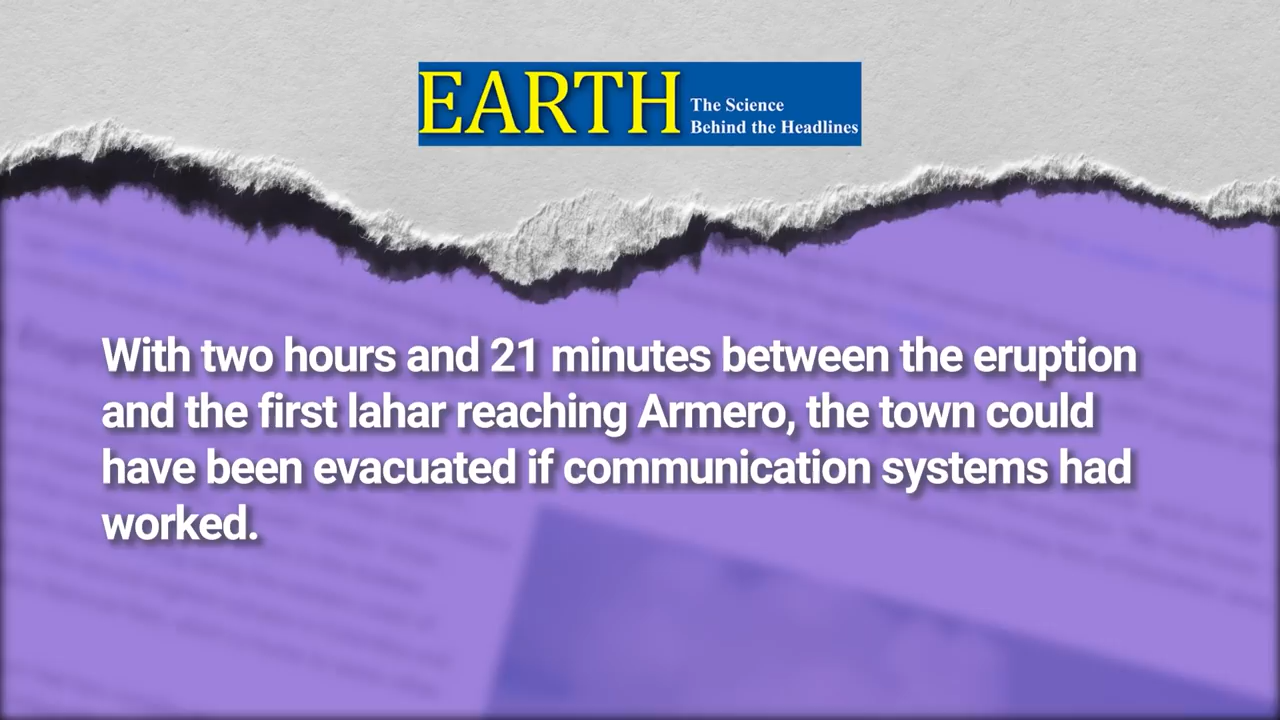 EARTH
The Science
Behind the Headlines
With two hours and 21 minutes between the eruption
and the first lahar reaching Armero, the town could
have been evacuated if communication systems had
worked.